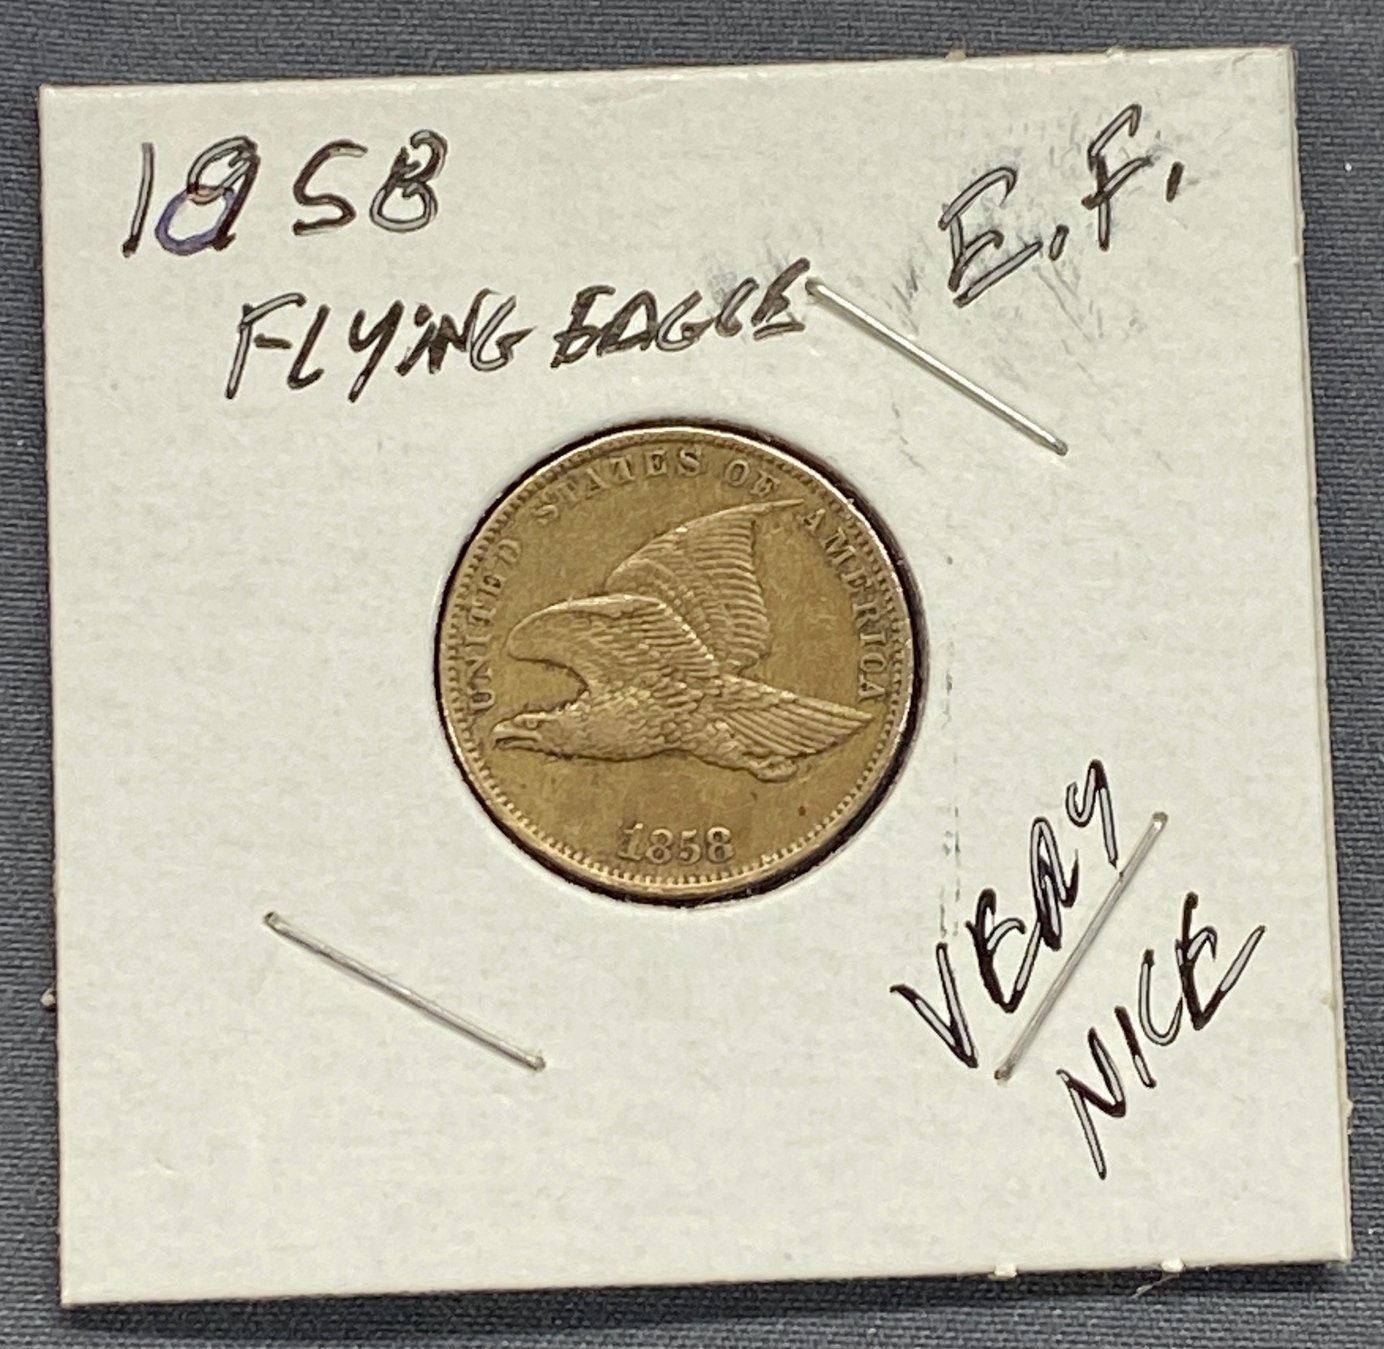 1858
E.F.
FLYiNG EAGLE
UNITED STATES OF AMERICA
1858
VERY
NICE